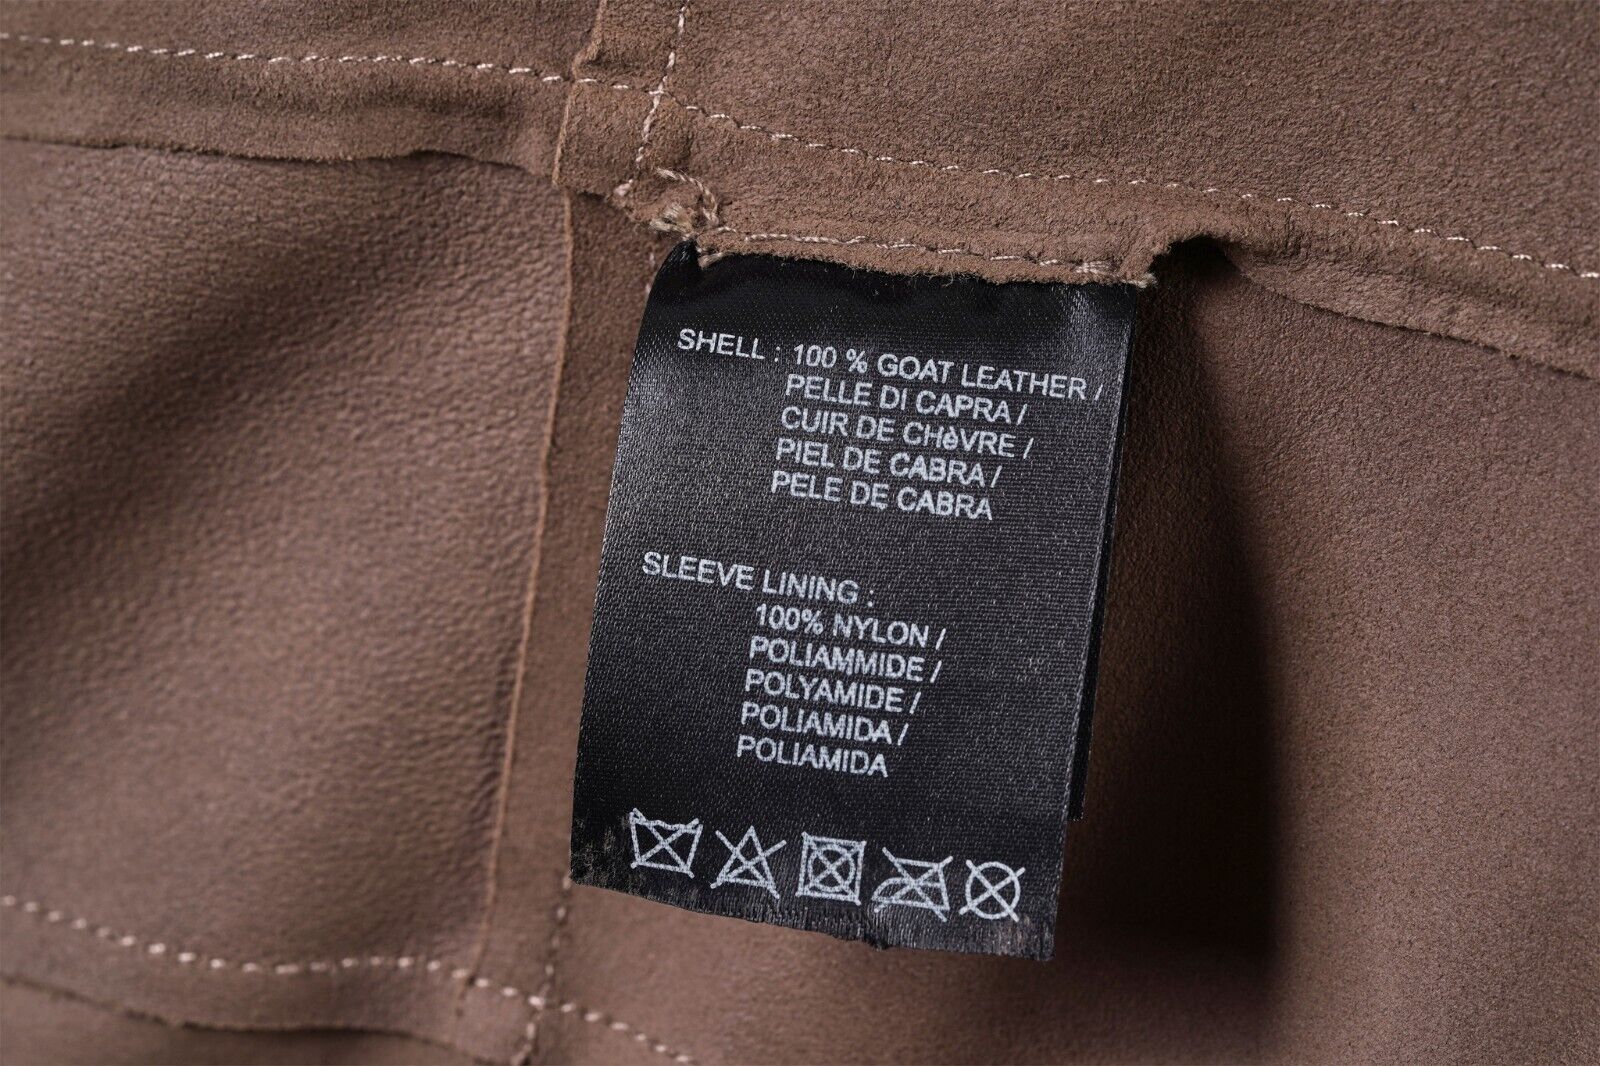 SHELL : 100 % GOAT LEATHER /
PELLE DI CAPRA /
CUIR DE CHèVRE /
PIEL DE CABRA /
PELE DE CABRA
SLEEVE LINING :
100% NYLON /
POLIAMMIDE /
POLYAMIDE /
POLIAMIDA /
POLIAMIDA